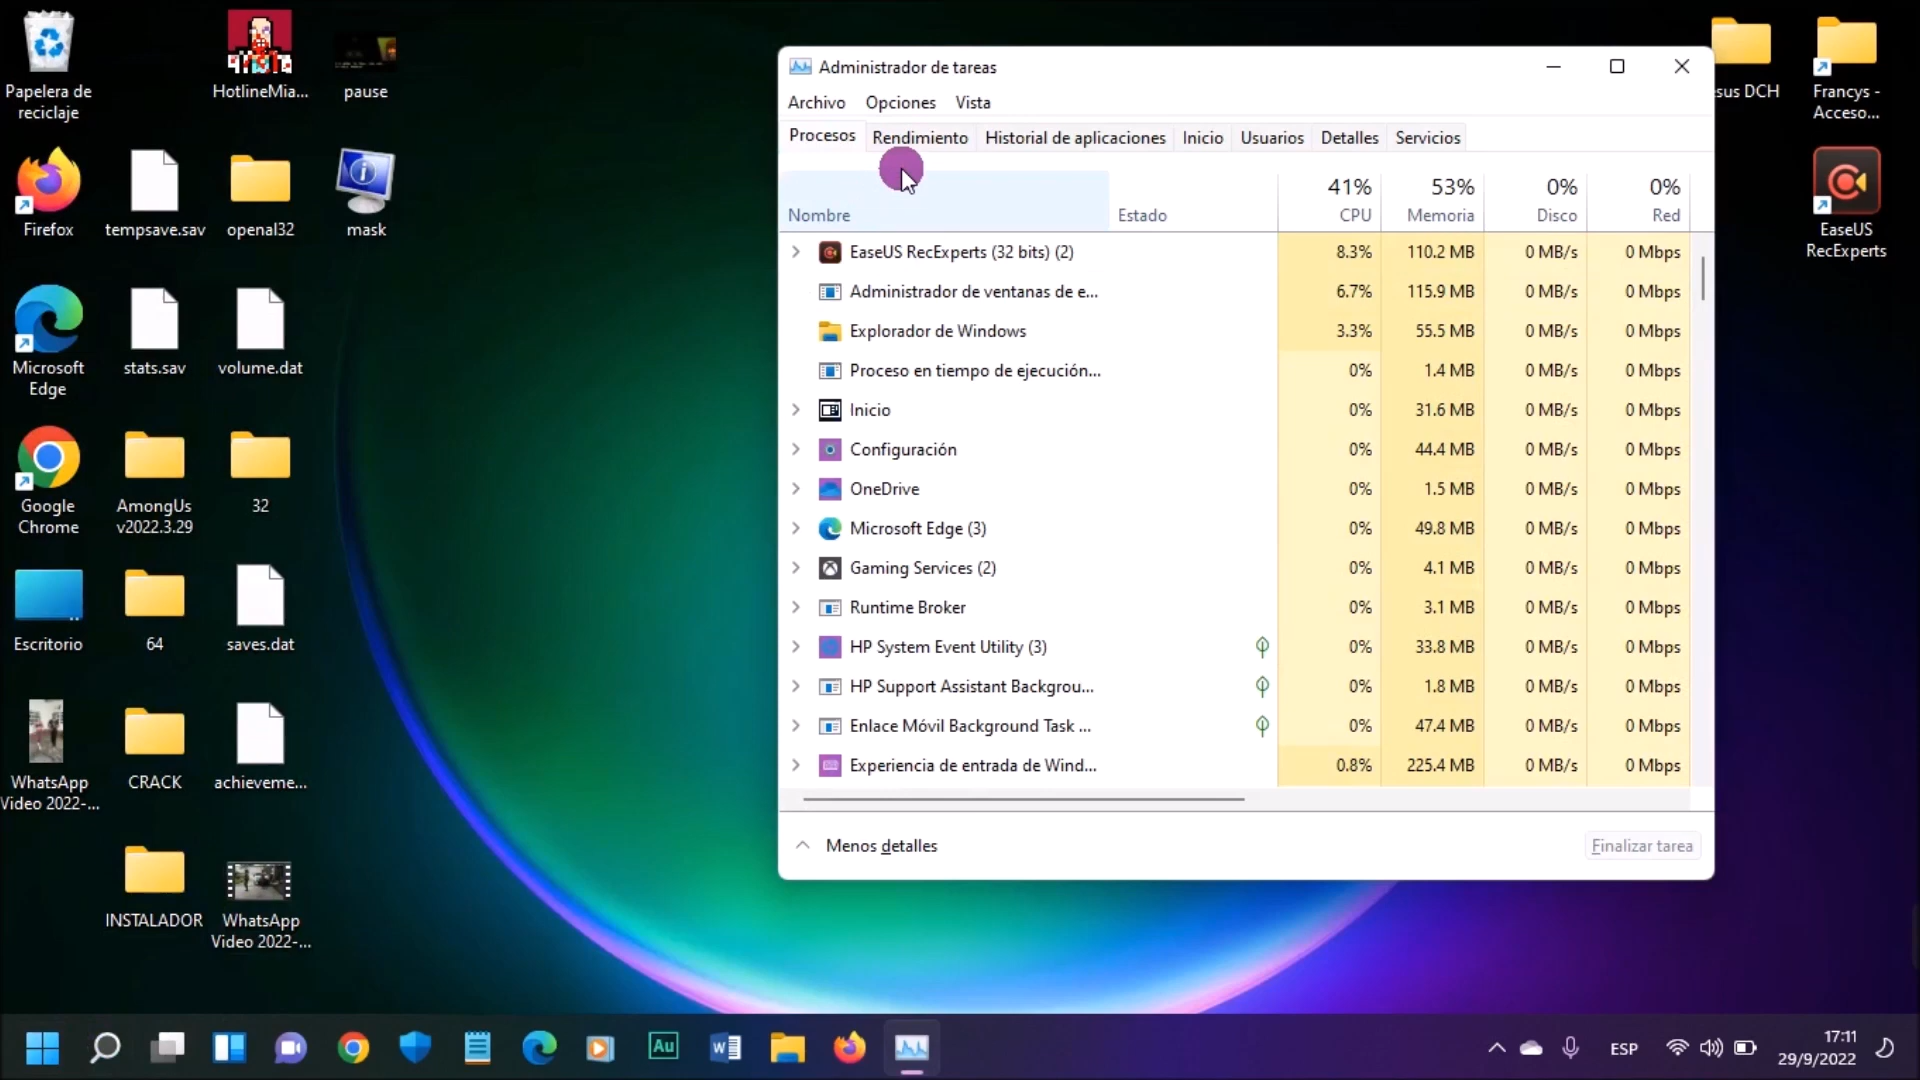 Papelera de
reciclaje
HotlineMia...
pause
Firefox
tempsave.sav
openal32
mask
Microsoft
Edge
stats.sav
volume.dat
Google
Chrome
AmongUs
v2022.3.29
32
Escritorio
64
saves.dat
WhatsApp
Video 2022-...
CRACK
achieveme...
INSTALADOR
WhatsApp
Video 2022-...
Administrador de tareas
Archivo Opciones Vista
Procesos Rendimiento Historial de aplicaciones Inicio Usuarios Detalles Servicios
41% 53% 0% 0%
Nombre Estado CPU Memoria Disco Red
EaseUS RecExperts (32 bits) (2) 8.3% 110.2 MB 0 MB/s 0 Mbps
Administrador de ventanas de e... 6.7% 115.9 MB 0 MB/s 0 Mbps
Explorador de Windows 3.3% 55.5 MB 0 MB/s 0 Mbps
Proceso en tiempo de ejecución... 0% 1.4 MB 0 MB/s 0 Mbps
Inicio 0% 31.6 MB 0 MB/s 0 Mbps
Configuración 0% 44.4 MB 0 MB/s 0 Mbps
OneDrive 0% 1.5 MB 0 MB/s 0 Mbps
Microsoft Edge (3) 0% 49.8 MB 0 MB/s 0 Mbps
Gaming Services (2) 0% 4.1 MB 0 MB/s 0 Mbps
Runtime Broker 0% 3.1 MB 0 MB/s 0 Mbps
HP System Event Utility (3) 0% 33.8 MB 0 MB/s 0 Mbps
HP Support Assistant Backgrou... 0% 1.8 MB 0 MB/s 0 Mbps
Enlace Móvil Background Task ... 0% 47.4 MB 0 MB/s 0 Mbps
Experiencia de entrada de Wind... 0.8% 225.4 MB 0 MB/s 0 Mbps
Menos detalles
Finalizar tarea
sus DCH
Francys -
Acceso...
EaseUS
RecExperts
Au
ESP
17:11
29/9/2022